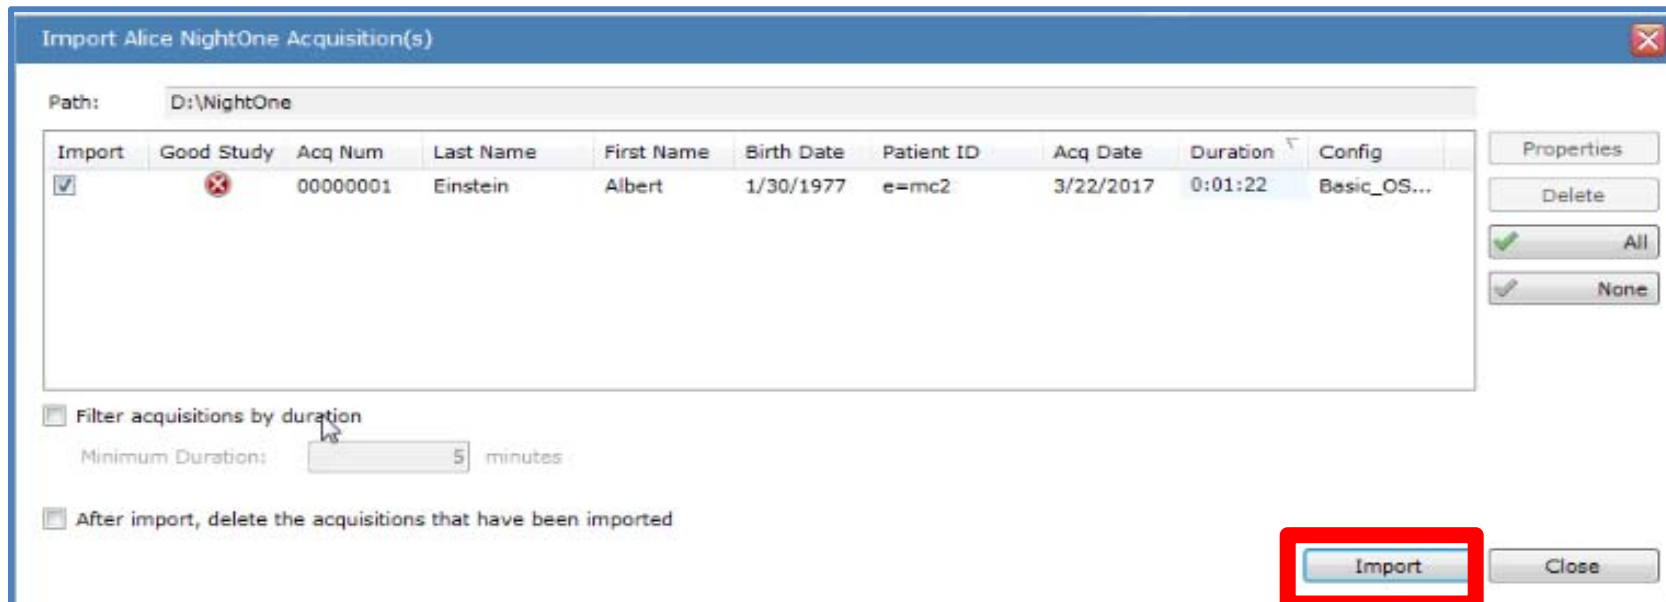 Import Alice NightOne Acquisition(s)
Path: D:\NightOne
Import Good Study Acq Num Last Name First Name Birth Date Patient ID Acq Date Duration Config
00000001 Einstein Albert 1/30/1977 e=mc2 3/22/2017 0:01:22 Basic_OS...
Properties
Delete
All
None
Filter acquisitions by duration
Minimum Duration: 5 minutes
After import, delete the acquisitions that have been imported
Import Close